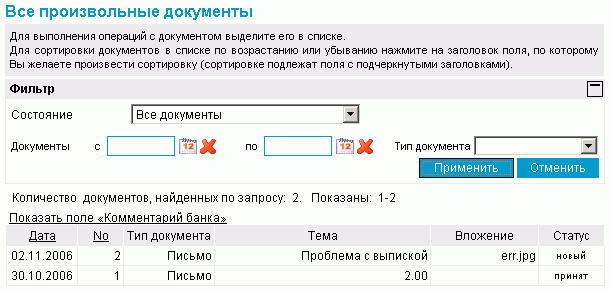 Все произвольные документы
Для выполнения операций с документом выделите его в списке.
Для сортировки документов в списке по возрастанию или убыванию нажмите на заголовок поля, по которому
Вы желаете произвести сортировку (сортировке подлежат поля с подчеркнутыми заголовками).
Фильтр
Состояние Все документы
Документы с 12 по 12 Тип документа
Применить Отменить
Количество документов, найденных по запросу: 2. Показаны: 1-2
Показать поле «Комментарий банка»
Дата No Тип документа Тема Вложение Статус
02.11.2006 2 Письмо Проблема с выпиской err.jpg новый
30.10.2006 1 Письмо 2.00 принят